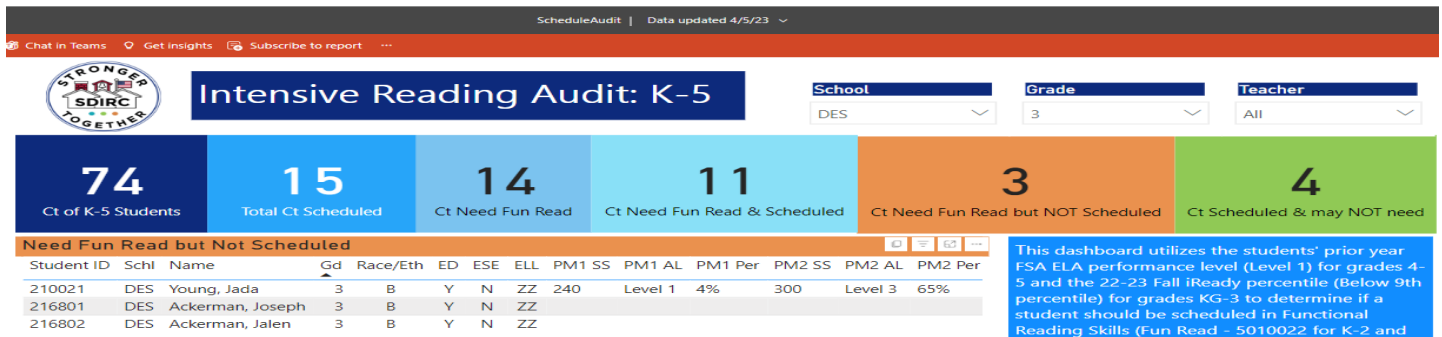 ScheduleAudit | Data updated 4/5/23
Chat in Teams Get insights Subscribe to report ...
STRONGER
SDIRC
TOGETHER
Intensive Reading Audit: K-5
School Grade Teacher
DES 3 All
74 15 14 11 3 4
Ct of K-5 Students Total Ct Scheduled Ct Need Fun Read Ct Need Fun Read & Scheduled Ct Need Fun Read but NOT Scheduled Ct Scheduled & may NOT need
Need Fun Read but Not Scheduled
Student ID Schl Name Gd Race/Eth ED ESE ELL PM1 SS PM1 AL PM1 Per PM2 SS PM2 AL PM2 Per
210021 DES Young, Jada 3 B Y N ZZ 240 Level 1 4% 300 Level 3 65%
216801 DES Ackerman, Joseph 3 B Y N ZZ
216802 DES Ackerman, Jalen 3 B Y N ZZ
This dashboard utilizes the students' prior year
FSA ELA performance level (Level 1) for grades 4-
5 and the 22-23 Fall iReady percentile (Below 9th
percentile) for grades KG-3 to determine if a
student should be scheduled in Functional
Reading Skills (Fun Read - 5010022 for K-2 and